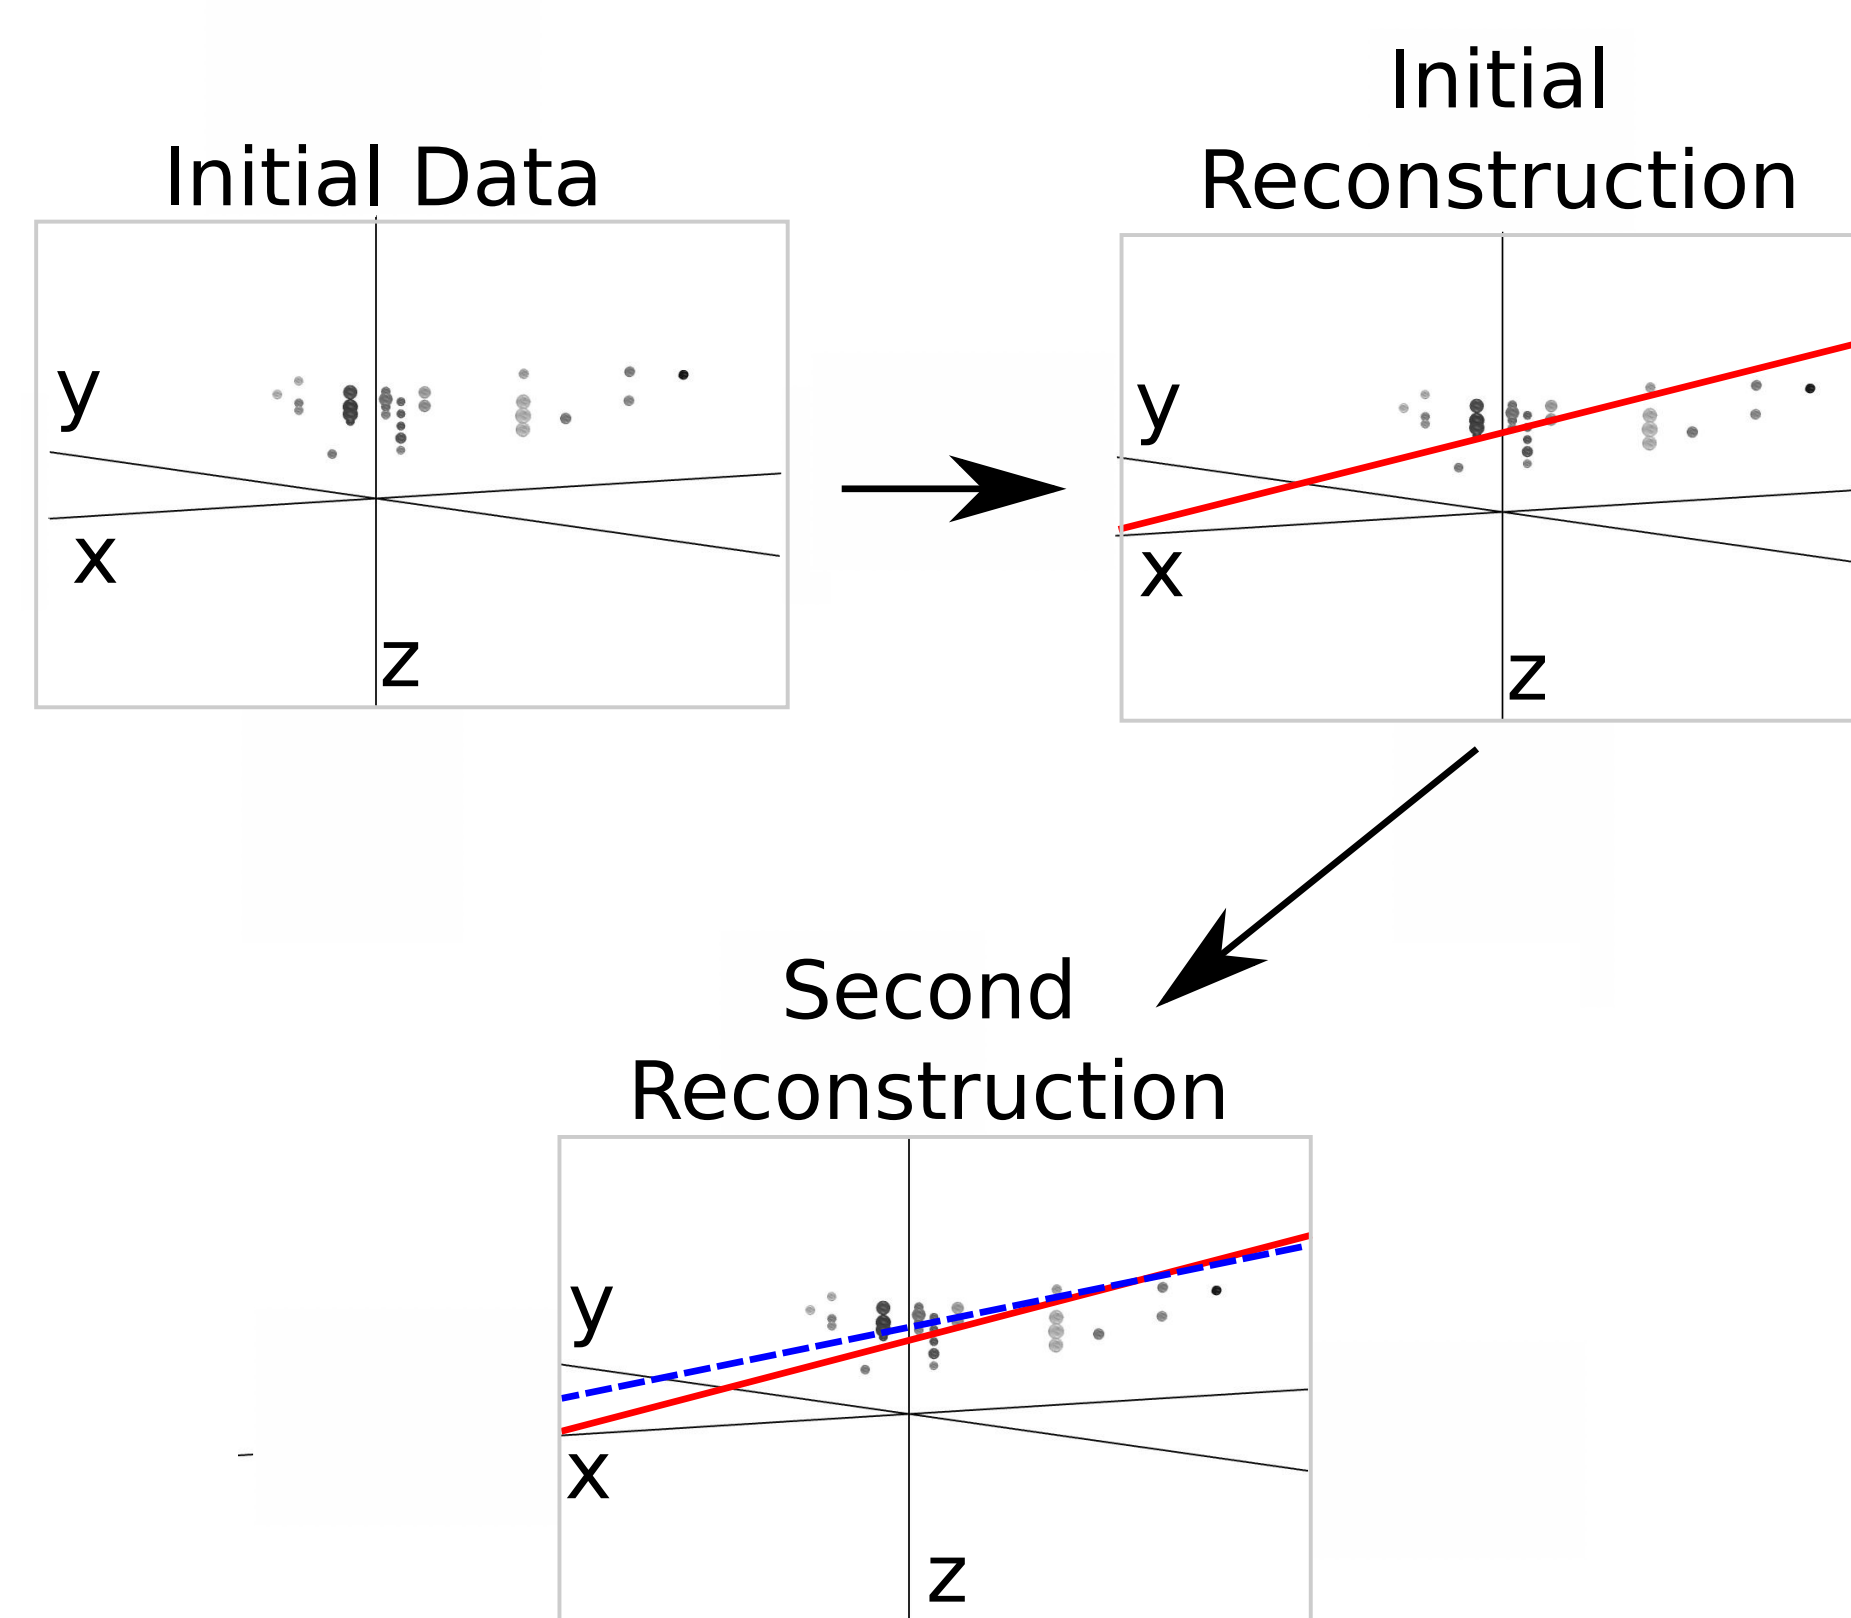 Initial Data
y
x
z
Initial
Reconstruction
y
x
z
Second
Reconstruction
y
x
z